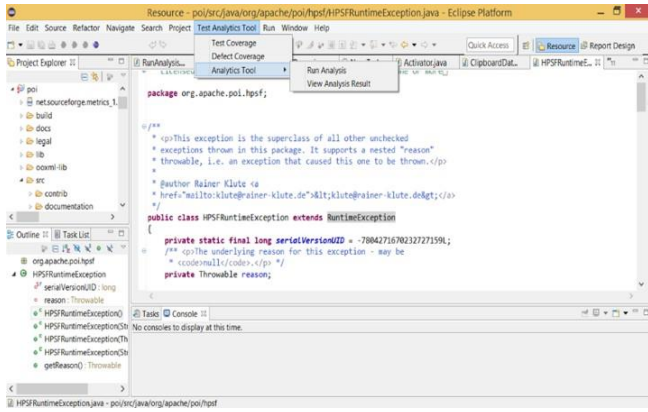 Resource - poi/src/java/org/apache/poi/hpsf/HPSFRuntimeException.java - Eclipse Platform
File Edit Source Refactor Navigate Search Project Test Analytics Tool Run Window Help
Test Coverage
Defect Coverage
Analytics Tool
Run Analysis
View Analysis Result
Quick Access
Resource
Report Design
Project Explorer
poi
net.sourceforge.metrics_1.
build
docs
legal
lib
ooxml-lib
src
contrib
documentation
RunAnalysis...
Activator.java
ClipboardDat...
HPSFRuntimeE...
package org.apache.poi.hpsf;
/**
* <p>This exception is the superclass of all other unchecked
* exceptions thrown in this package. It supports a nested "reason"
* throwable, i.e. an exception that caused this one to be thrown.</p>
*
* @author Rainer Klute <a
* href="mailto:klute@rainer-klute.de">&lt;klute@rainer-klute.de&gt;</a>
*/
public class HPSFRuntimeException extends RuntimeException
{
private static final long serialVersionUID = -7804271670232727159L;
/** <p>The underlying reason for this exception - may be
* <code>null</code>.</p> */
private Throwable reason;
Outline
Task List
org.apache.poi.hpsf
HPSFRuntimeException
serialVersionUID : long
reason : Throwable
HPSFRuntimeException()
HPSFRuntimeException(Stri
HPSFRuntimeException(Th
HPSFRuntimeException(Stri
getReason() : Throwable
Tasks
Console
No consoles to display at this time.
HPSFRuntimeException.java - poi/src/java/org/apache/poi/hpsf